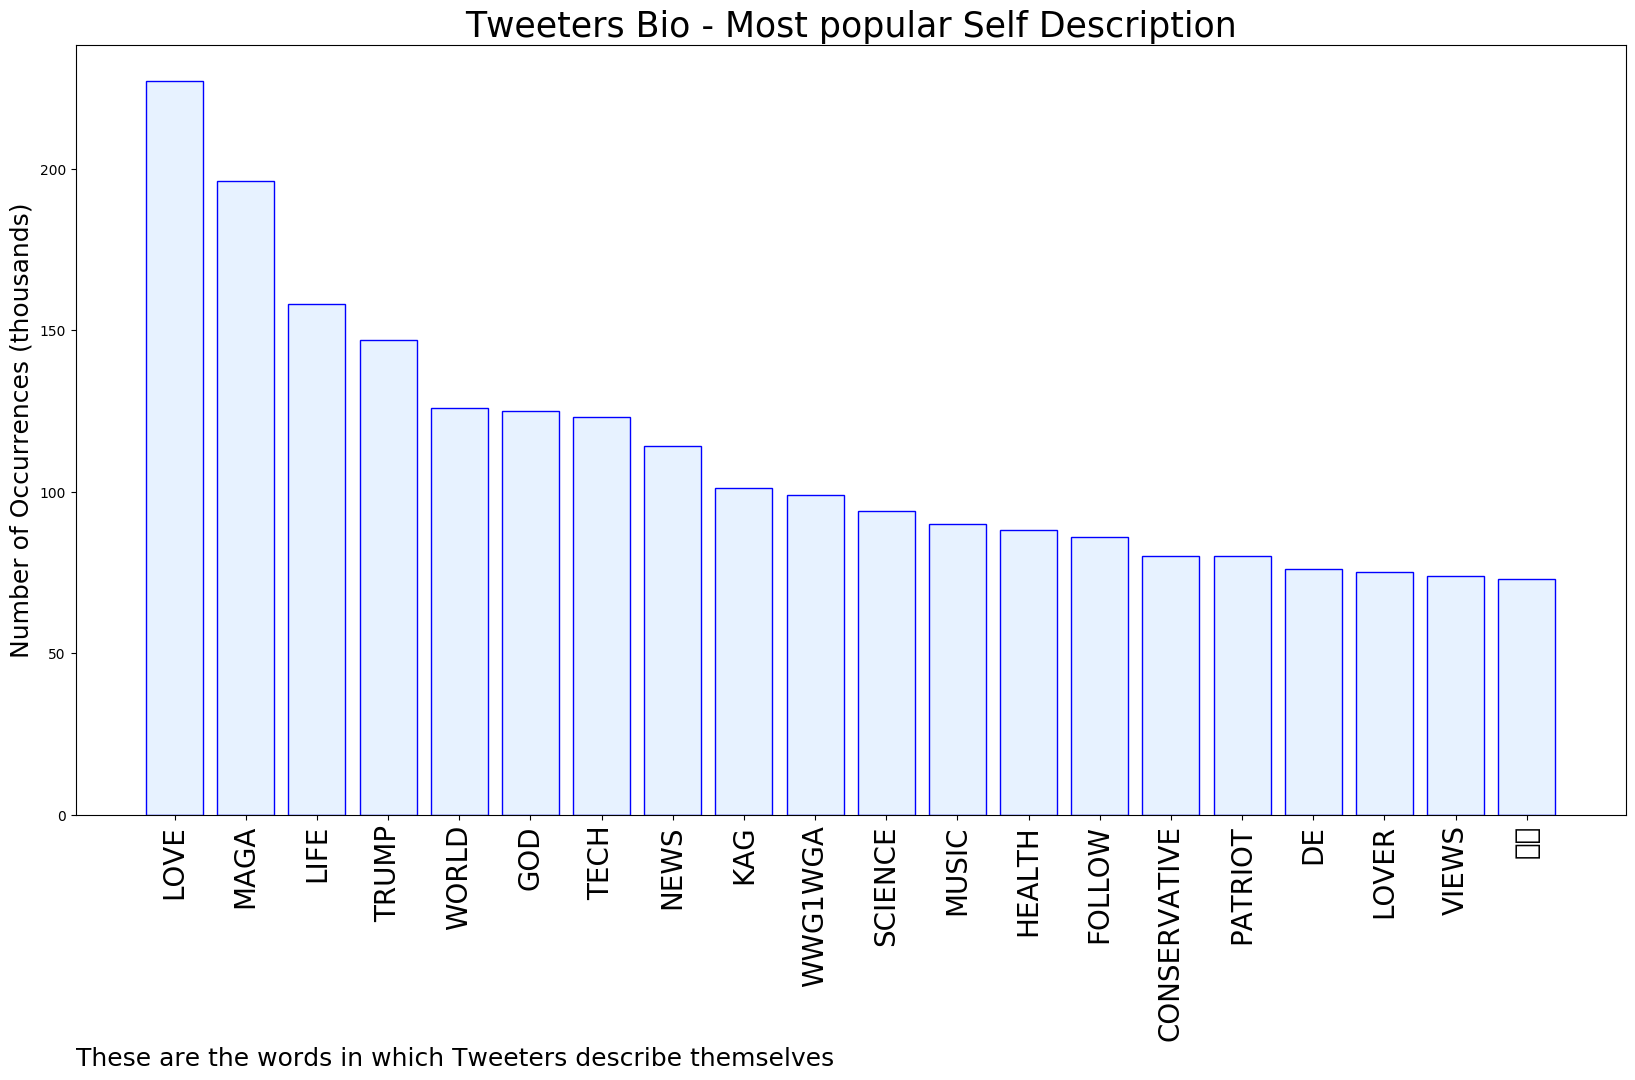 Tweeters Bio - Most popular Self Description
Number of Occurrences (thousands)
200
150
100
50
0
LOVE
MAGA
LIFE
TRUMP
WORLD
GOD
TECH
NEWS
KAG
WWG1WGA
SCIENCE
MUSIC
HEALTH
FOLLOW
CONSERVATIVE
PATRIOT
DE
LOVER
VIEWS
These are the words in which Tweeters describe themselves